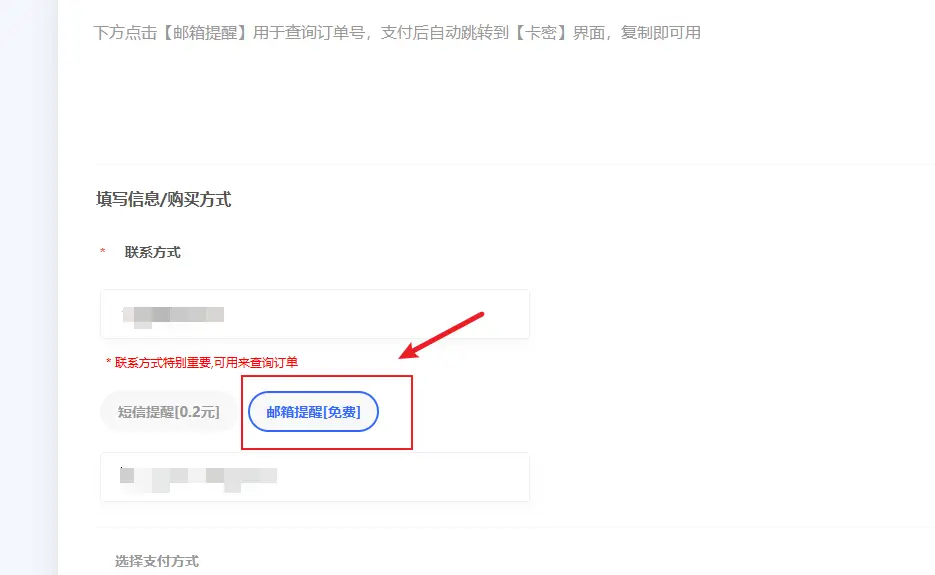 下方点击【邮箱提醒】用于查询订单号，支付后自动跳转到【卡密】界面，复制即可用
填写信息/购买方式
* 联系方式
* 联系方式特别重要,可用来查询订单
短信提醒[0.2元] 邮箱提醒[免费]
选择支付方式